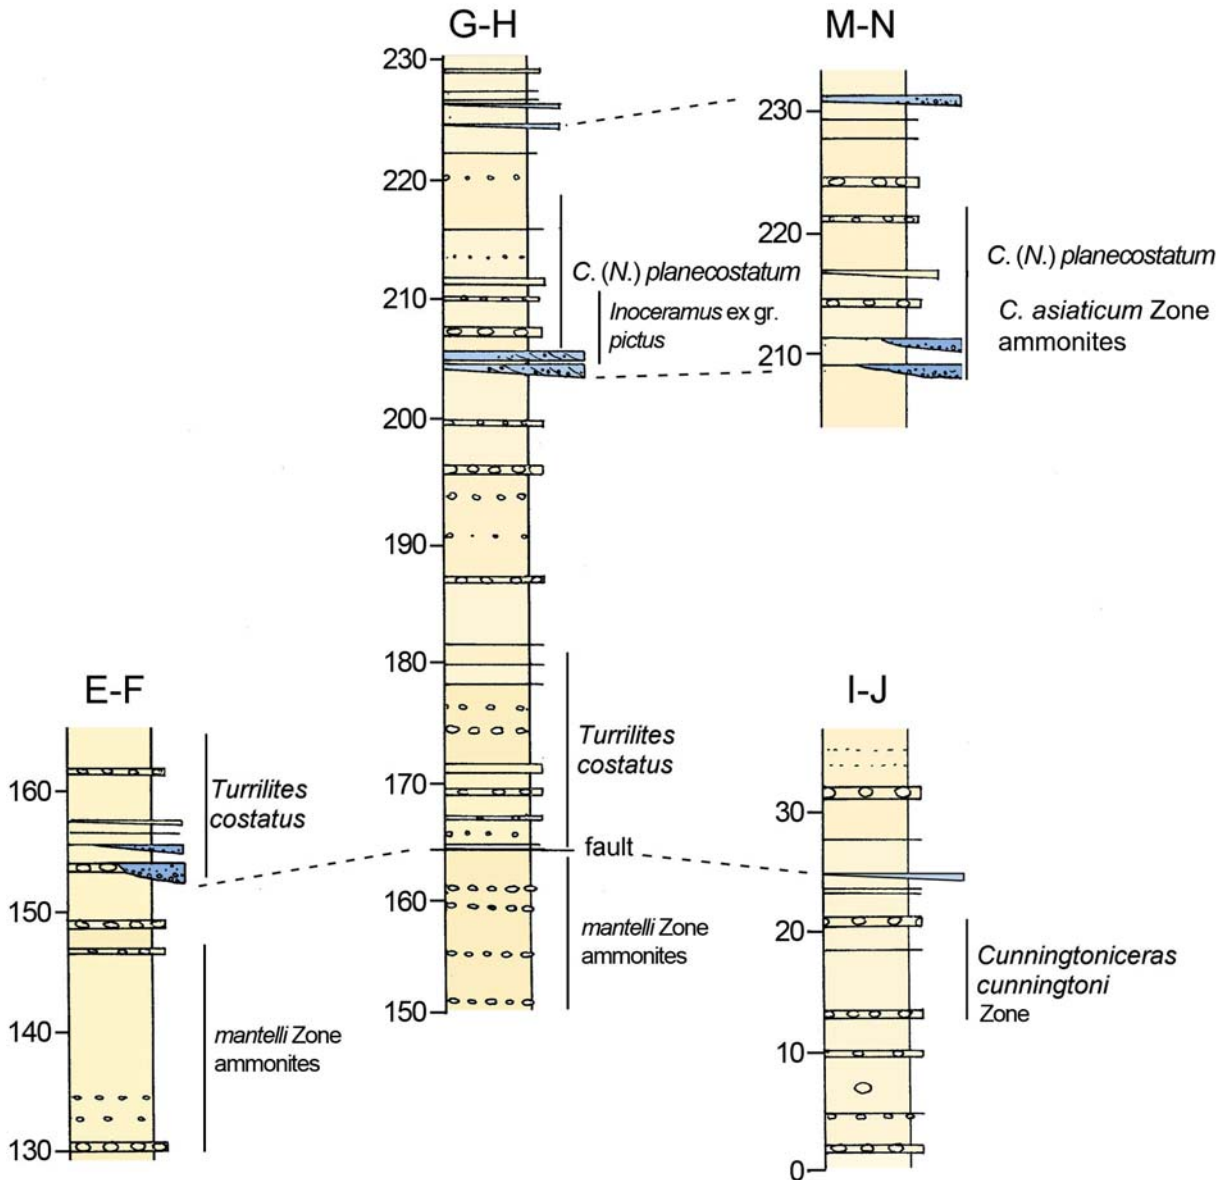 G-H
230
220
210
200
190
180
170
160
150
C. (N.) planecostatum
Inoceramus ex gr.
pictus
Turrilites
costatus
fault
mantelli Zone
ammonites
M-N
230
220
210
C. (N.) planecostatum
C. asiaticum Zone
ammonites
E-F
160
150
140
130
Turrilites
costatus
mantelli Zone
ammonites
I-J
30
20
10
0
Cunningtoniceras
cunningtoni
Zone